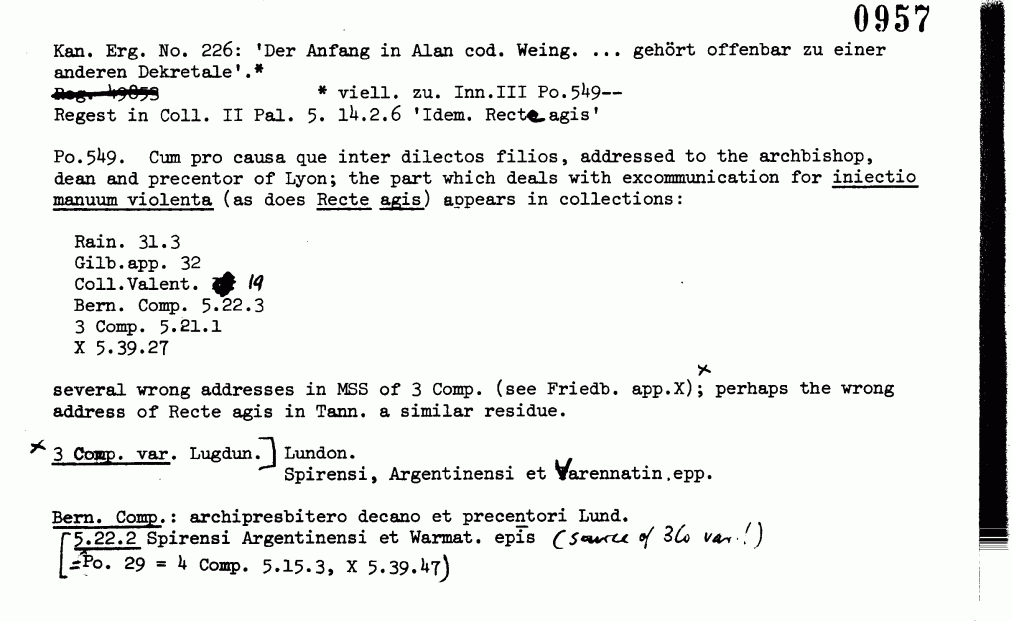 0957
Kan. Erg. No. 226: 'Der Anfang in Alan cod. Weing. ... gehört offenbar zu einer
anderen Dekretale'.*
Reg. 49853 * viell. zu. Inn.III Po.549--
Regest in Coll. II Pal. 5. 14.2.6 'Idem. Recte agis'
Po.549. Cum pro causa que inter dilectos filios, addressed to the archbishop,
dean and precentor of Lyon; the part which deals with excommunication for iniectio
manuum violenta (as does Recte agis) appears in collections:
Rain. 31.3
Gilb.app. 32
Coll.Valent. 19
Bern. Comp. 5.22.3
3 Comp. 5.21.1
X 5.39.27
several wrong addresses in MSS of 3 Comp. (see Friedb. app.X)ˣ; perhaps the wrong
address of Recte agis in Tann. a similar residue.
× 3 Comp. var. Lugdun.] Lundon.
Spirensi, Argentinensi et Varennatin.epp.
Bern. Comp.: archipresbitero decano et precentori Lund.
[5.22.2 Spirensi Argentinensi et Warmat. epīs (source of 3Co var.!)
[=Po. 29 = 4 Comp. 5.15.3, X 5.39.47)